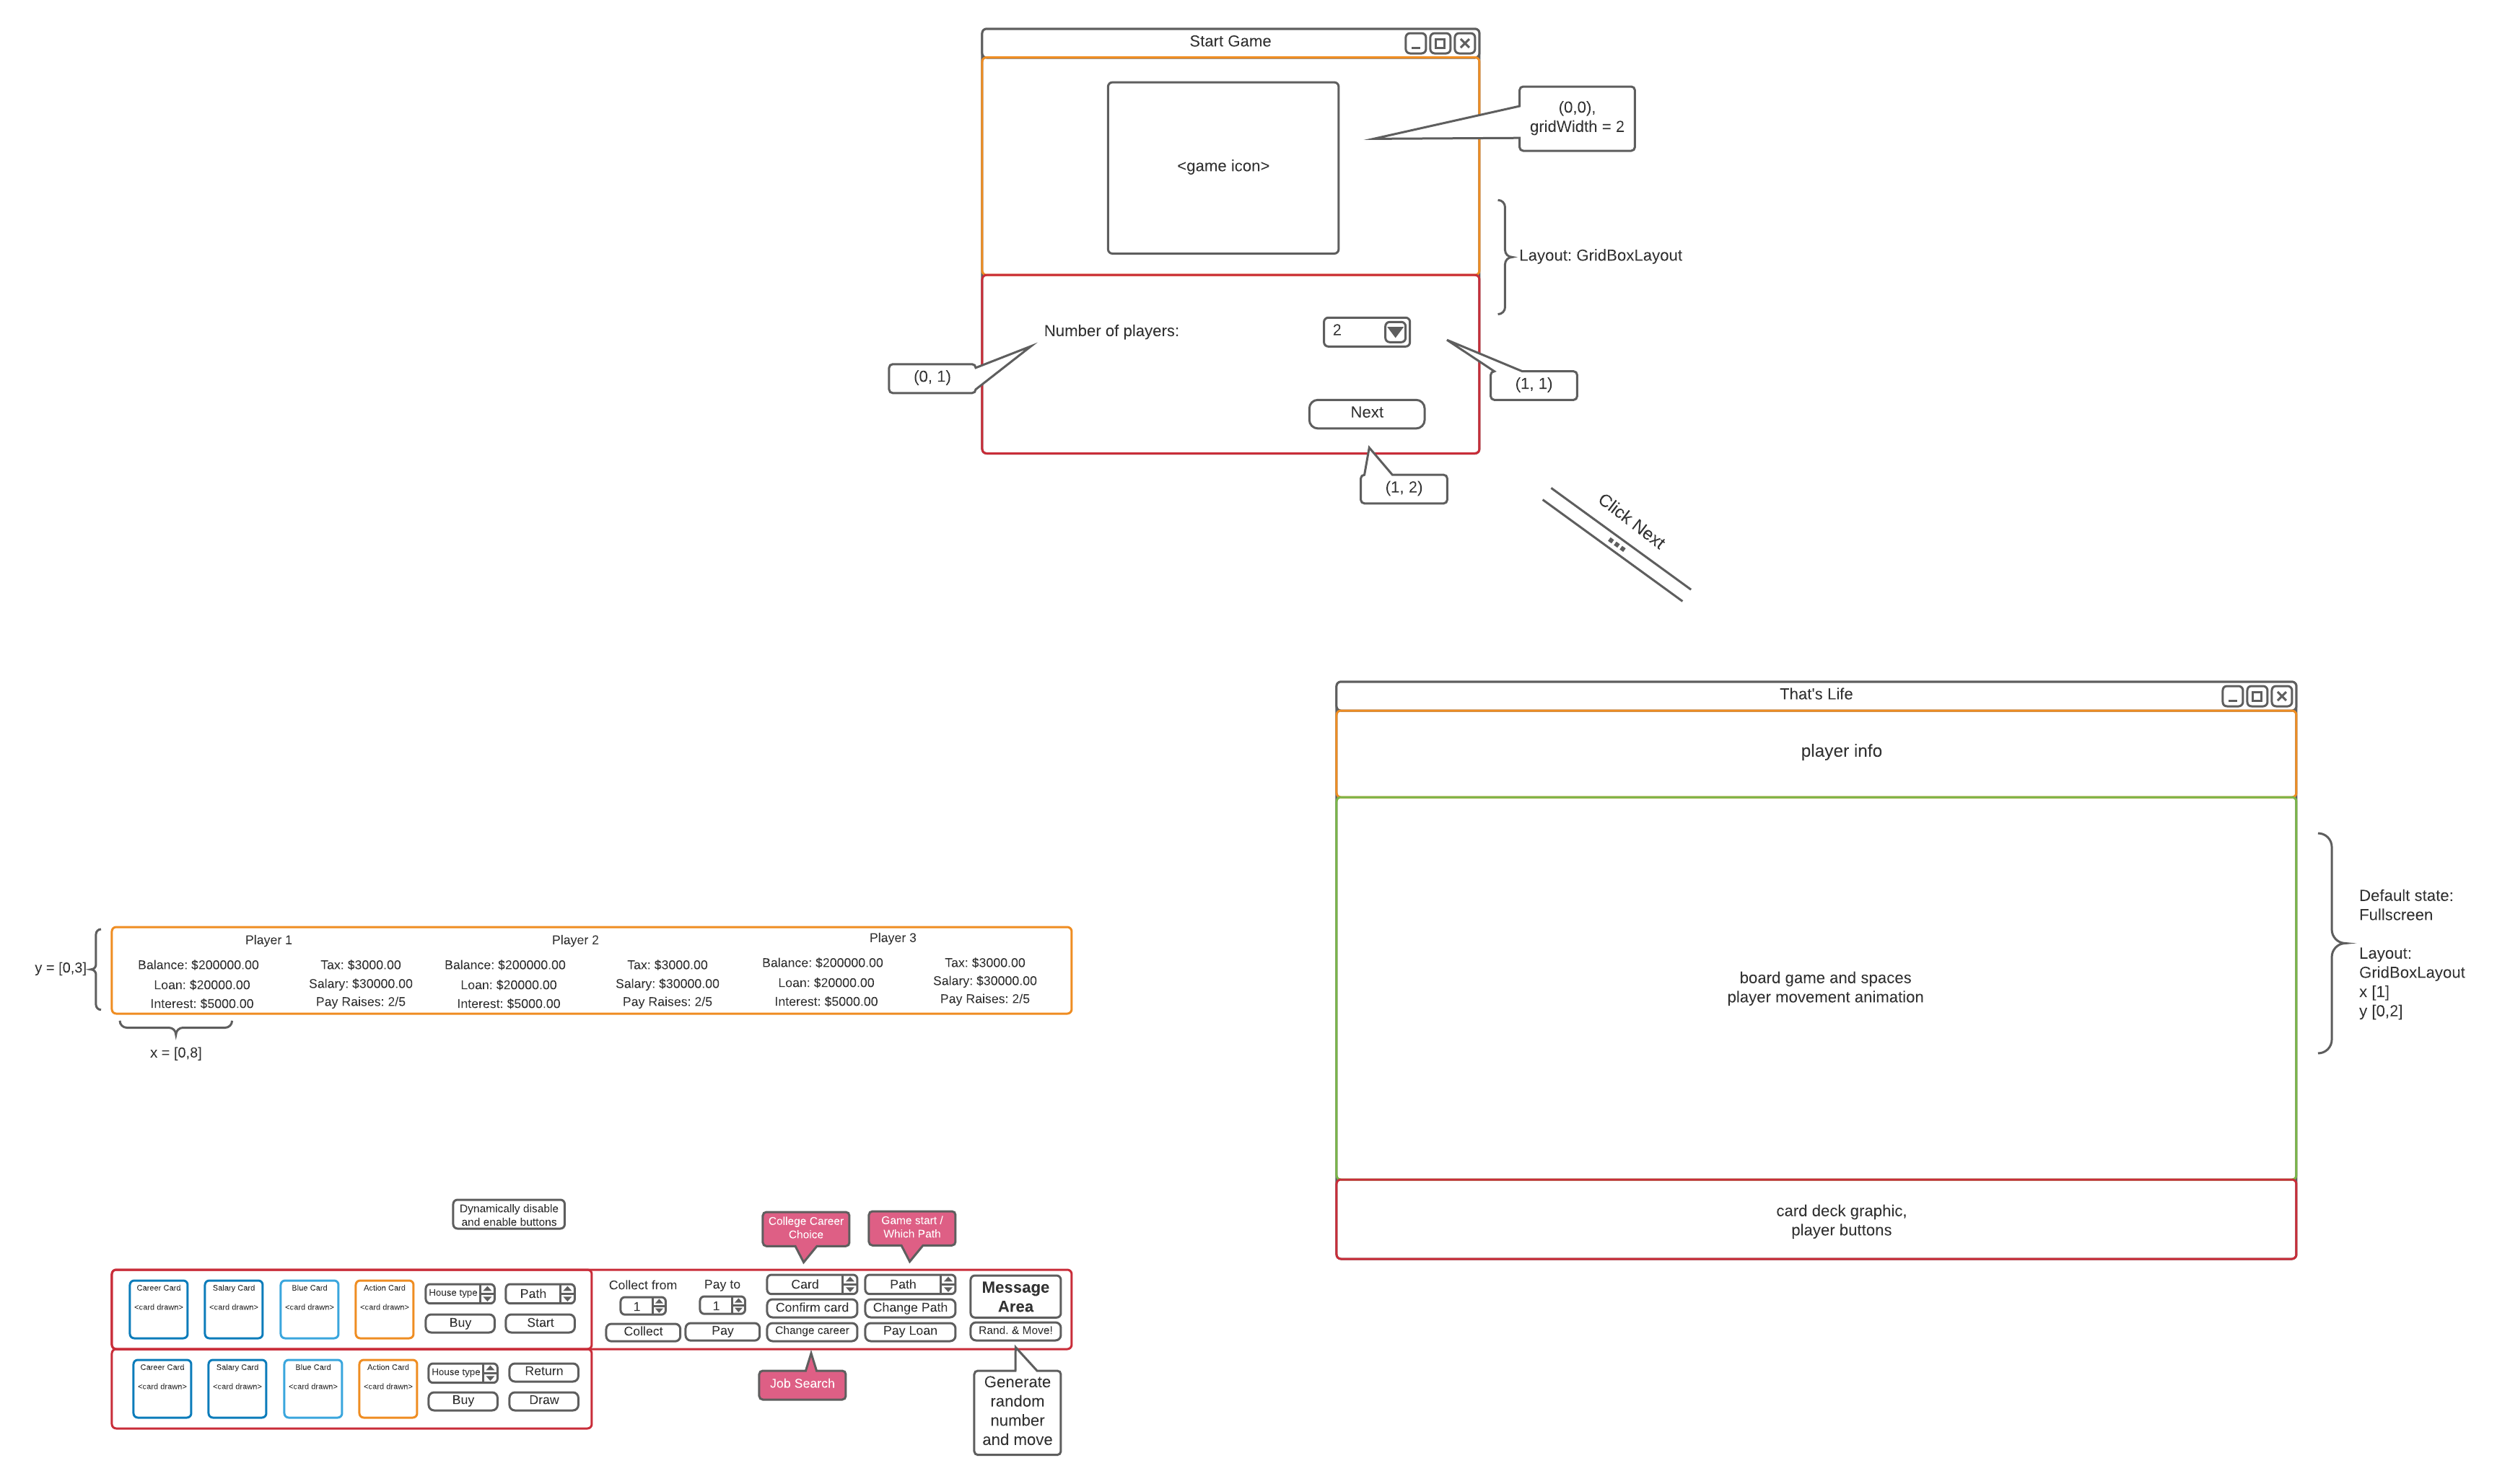 Start Game
<game icon>
(0,0),
gridWidth = 2
Layout: GridBoxLayout
Number of players:
2
(0, 1)
(1, 1)
Next
(1, 2)
Click Next
That's Life
player info
board game and spaces
player movement animation
card deck graphic,
player buttons
Default state:
Fullscreen
Layout:
GridBoxLayout
x [1]
y [0,2]
y = [0,3]
Player 1
Balance: $200000.00
Loan: $20000.00
Interest: $5000.00
Tax: $3000.00
Salary: $30000.00
Pay Raises: 2/5
Player 2
Balance: $200000.00
Loan: $20000.00
Interest: $5000.00
Tax: $3000.00
Salary: $30000.00
Pay Raises: 2/5
Player 3
Balance: $200000.00
Loan: $20000.00
Interest: $5000.00
Tax: $3000.00
Salary: $30000.00
Pay Raises: 2/5
x = [0,8]
Dynamically disable
and enable buttons
College Career
Choice
Game start /
Which Path
Career Card
<card drawn>
Salary Card
<card drawn>
Blue Card
<card drawn>
Action Card
<card drawn>
House type
Buy
Path
Start
Collect from
1
Collect
Pay to
1
Pay
Card
Confirm card
Change career
Path
Change Path
Pay Loan
Message
Area
Rand. & Move!
Career Card
<card drawn>
Salary Card
<card drawn>
Blue Card
<card drawn>
Action Card
<card drawn>
House type
Buy
Return
Draw
Job Search
Generate
random
number
and move